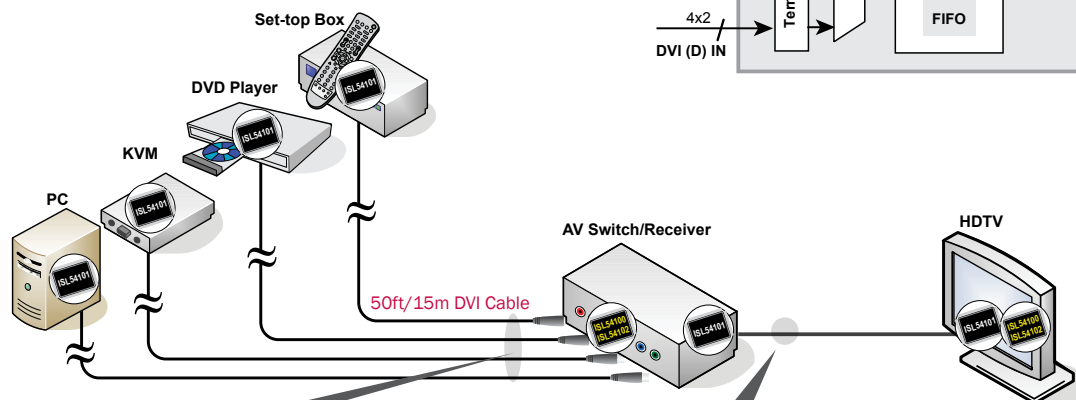 Set-top Box
ISL54101
DVD Player
ISL54101
KVM
ISL54101
PC
ISL54101
50ft/15m DVI Cable
AV Switch/Receiver
ISL54100
ISL54102
ISL54101
HDTV
ISL54101
ISL54100
ISL54102
4x2
DVI (D) IN
FIFO